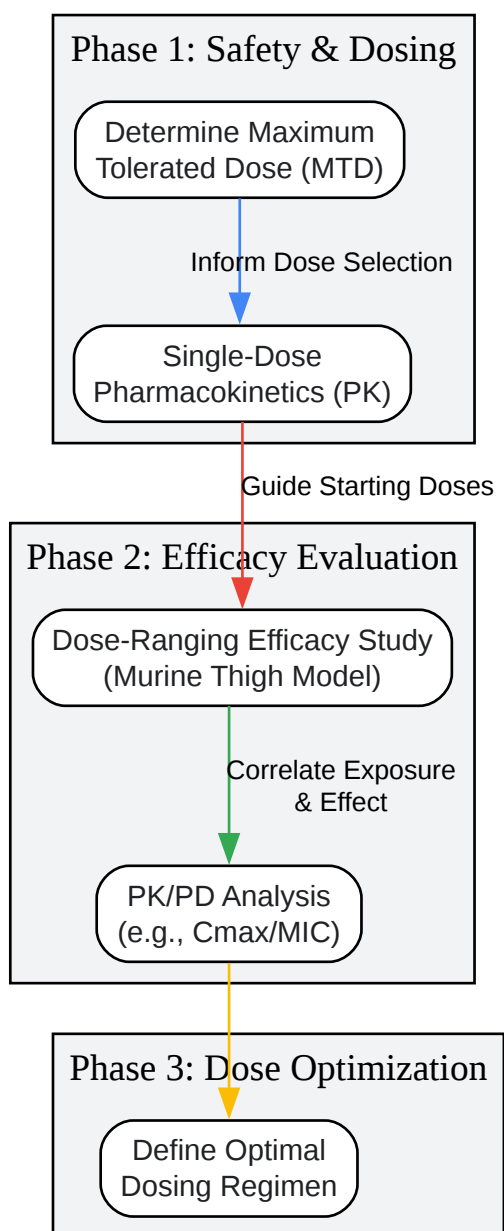 Phase 1: Safety & Dosing
Determine Maximum
Tolerated Dose (MTD)
Inform Dose Selection
Single-Dose
Pharmacokinetics (PK)
Guide Starting Doses
Phase 2: Efficacy Evaluation
Dose-Ranging Efficacy Study
(Murine Thigh Model)
Correlate Exposure
& Effect
PK/PD Analysis
(e.g., Cmax/MIC)
Phase 3: Dose Optimization
Define Optimal
Dosing Regimen